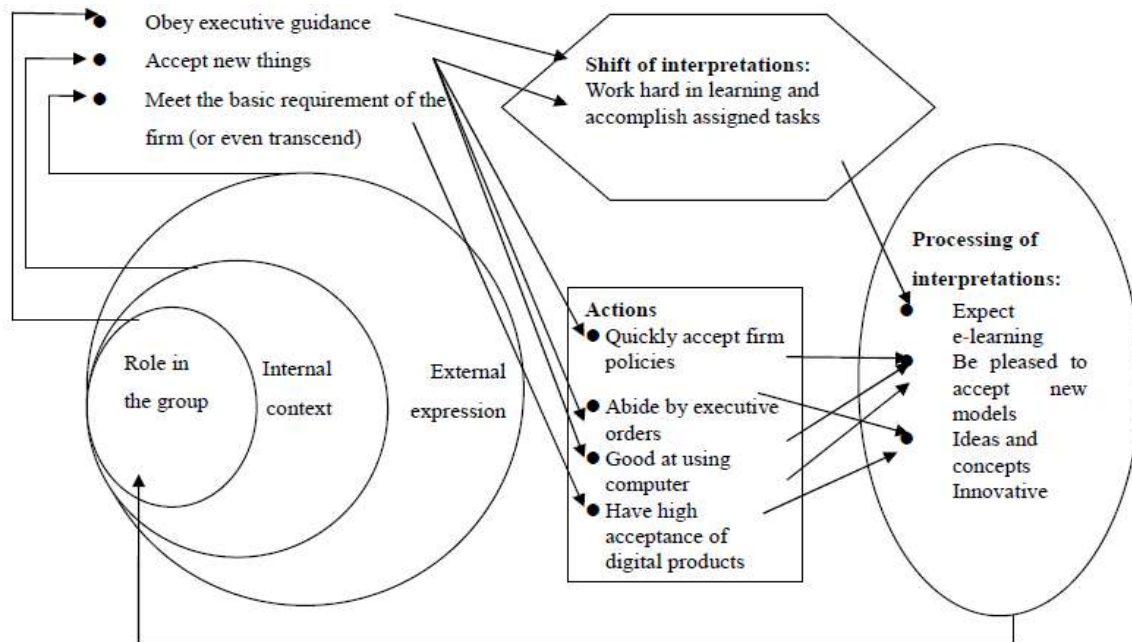 Obey executive guidance
Accept new things
Meet the basic requirement of the
firm (or even transcend)
Shift of interpretations:
Work hard in learning and
accomplish assigned tasks
Role in
the group
Internal
context
External
expression
Actions
Quickly accept firm
policies
Abide by executive
orders
Good at using
computer
Have high
acceptance of
digital products
Processing of
interpretations:
Expect
e-learning
Be pleased to
accept new
models
Ideas and
concepts
Innovative